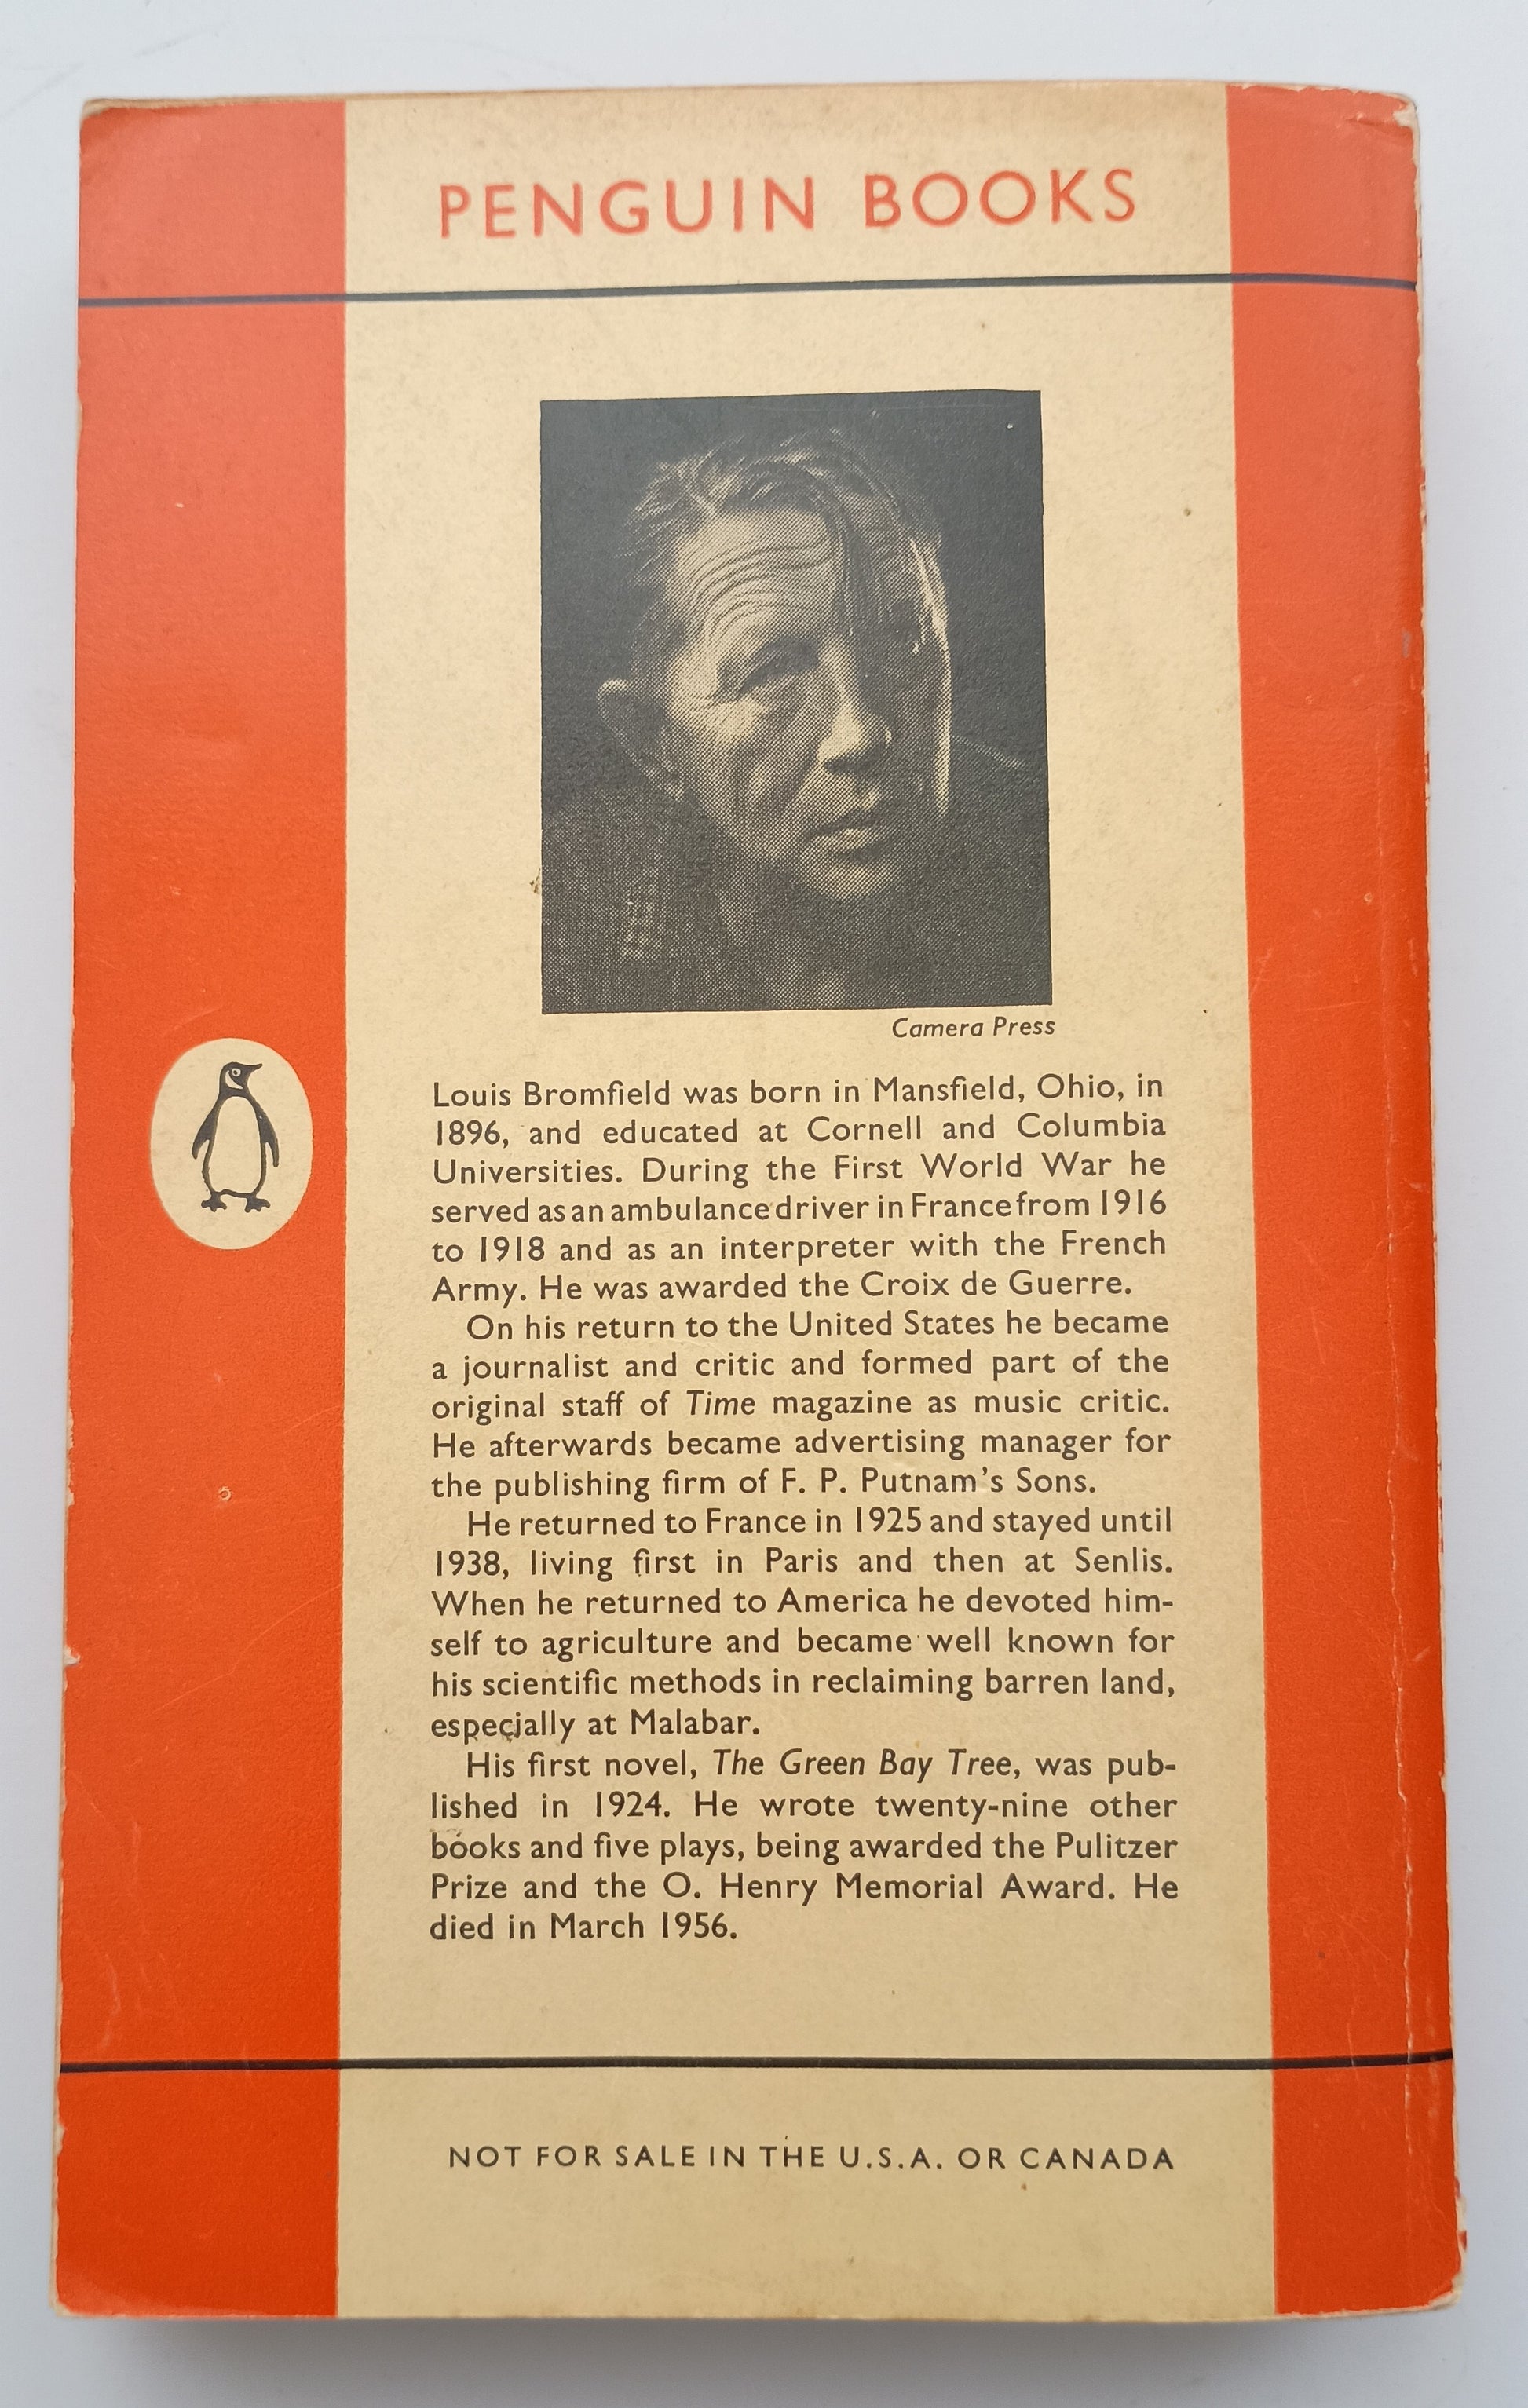 PENGUIN BOOKS
Camera Press
Louis Bromfield was born in Mansfield, Ohio, in
1896, and educated at Cornell and Columbia
Universities. During the First World War he
served as an ambulance driver in France from 1916
to 1918 and as an interpreter with the French
Army. He was awarded the Croix de Guerre.
On his return to the United States he became
a journalist and critic and formed part of the
original staff of Time magazine as music critic.
He afterwards became advertising manager for
the publishing firm of F. P. Putnam's Sons.
He returned to France in 1925 and stayed until
1938, living first in Paris and then at Senlis.
When he returned to America he devoted him-
self to agriculture and became well known for
his scientific methods in reclaiming barren land,
especially at Malabar.
His first novel, The Green Bay Tree, was pub-
lished in 1924. He wrote twenty-nine other
books and five plays, being awarded the Pulitzer
Prize and the O. Henry Memorial Award. He
died in March 1956.
NOT FOR SALE IN THE U.S.A. OR CANADA